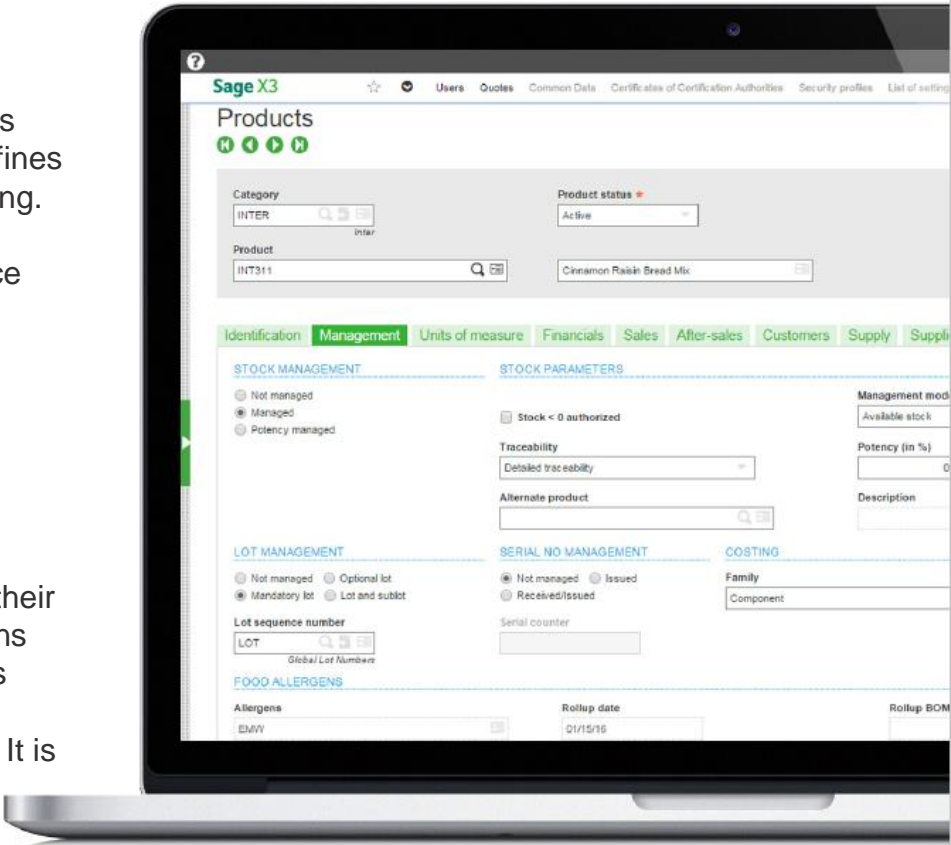 s
fines
ng.
ce
their
ns
s
It is
?
Sage X3 Users Quotes Common Data Certificates of Certification Authorities Security profiles List of setting
Products
Category Product status *
INTER Active
Inter
Product
INT311 Cinnamon Raisin Bread Mix
Identification Management Units of measure Financials Sales After-sales Customers Supply Suppli
STOCK MANAGEMENT STOCK PARAMETERS
Not managed Management mod
Managed Stock < 0 authorized Available stock
Potency managed
Traceability Potency (in %)
Detailed traceability 0
Alternate product Description
LOT MANAGEMENT SERIAL NO MANAGEMENT COSTING
Not managed Optional lot Not managed Issued Family
Mandatory lot Lot and sublot Received/Issued Component
Lot sequence number Serial counter
LOT
Global Lot Numbers
FOOD ALLERGENS
Allergens Rollup date Rollup BOM
EMW 01/15/16